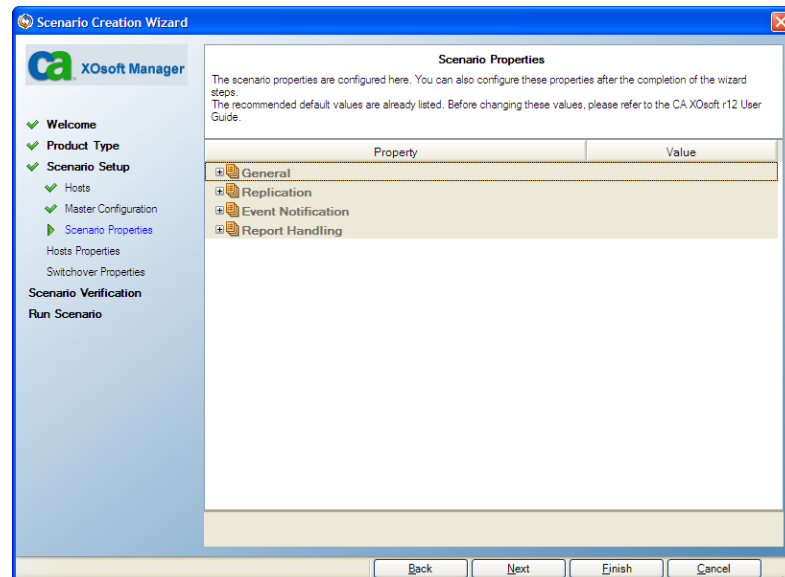 Scenario Creation Wizard
ca
XOsoft Manager
Welcome
Product Type
Scenario Setup
Hosts
Master Configuration
Scenario Properties
Hosts Properties
Switchover Properties
Scenario Verification
Run Scenario
Scenario Properties
The scenario properties are configured here. You can also configure these properties after the completion of the wizard
steps.
The recommended default values are already listed. Before changing these values, please refer to the CA XOsoft r12 User
Guide.
Property Value
General
Replication
Event Notification
Report Handling
Back Next Finish Cancel